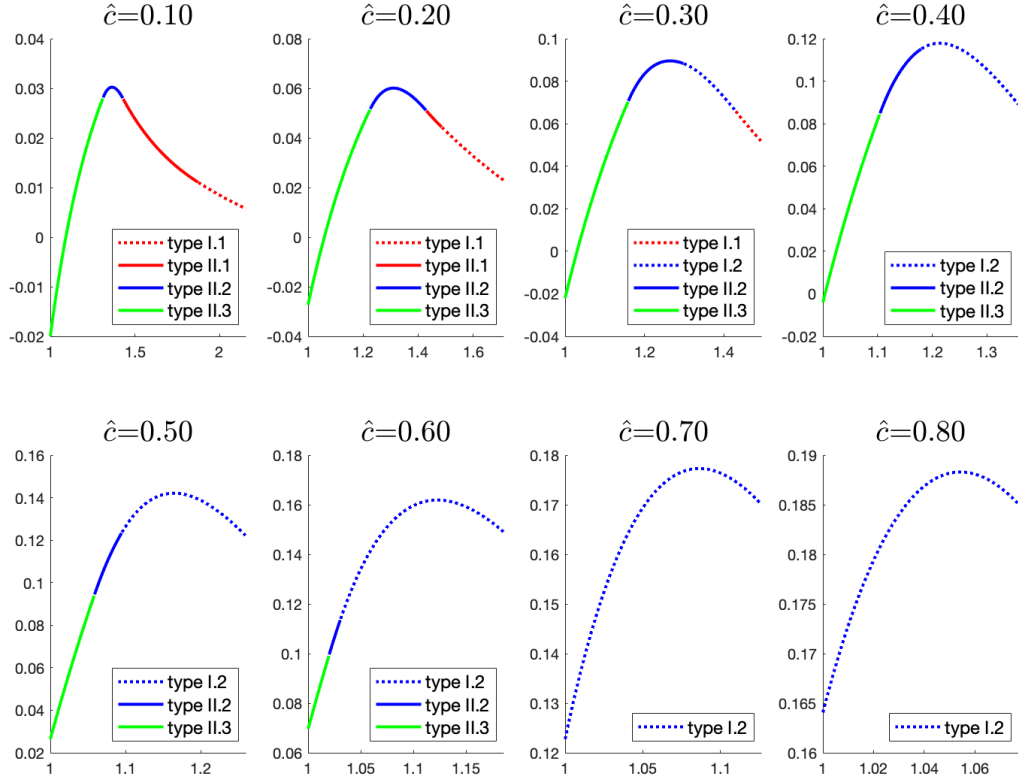 ĉ=0.10
0.04
0.03
0.02
0.01
0
-0.01
-0.02
1
1.5
2
type I.1
type II.1
type II.2
type II.3
ĉ=0.20
0.08
0.06
0.04
0.02
0
-0.02
-0.04
1
1.2
1.4
1.6
type I.1
type II.1
type II.2
type II.3
ĉ=0.30
0.1
0.08
0.06
0.04
0.02
0
-0.02
-0.04
1
1.2
1.4
type I.1
type I.2
type II.2
type II.3
ĉ=0.40
0.12
0.1
0.08
0.06
0.04
0.02
0
-0.02
1
1.1
1.2
1.3
type I.2
type II.2
type II.3
ĉ=0.50
0.16
0.14
0.12
0.1
0.08
0.06
0.04
0.02
1
1.1
1.2
type I.2
type II.2
type II.3
ĉ=0.60
0.18
0.16
0.14
0.12
0.1
0.08
0.06
1
1.05
1.1
1.15
type I.2
type II.2
type II.3
ĉ=0.70
0.18
0.17
0.16
0.15
0.14
0.13
0.12
1
1.05
1.1
type I.2
ĉ=0.80
0.19
0.185
0.18
0.175
0.17
0.165
0.16
1
1.02
1.04
1.06
type I.2